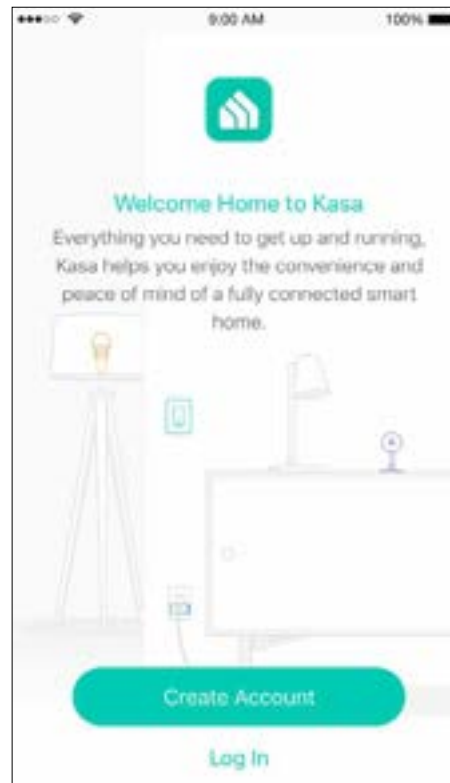 9:00 AM 100%
Welcome Home to Kasa
Everything you need to get up and running,
Kasa helps you enjoy the convenience and
peace of mind of a fully connected smart
home.
Create Account
Log In